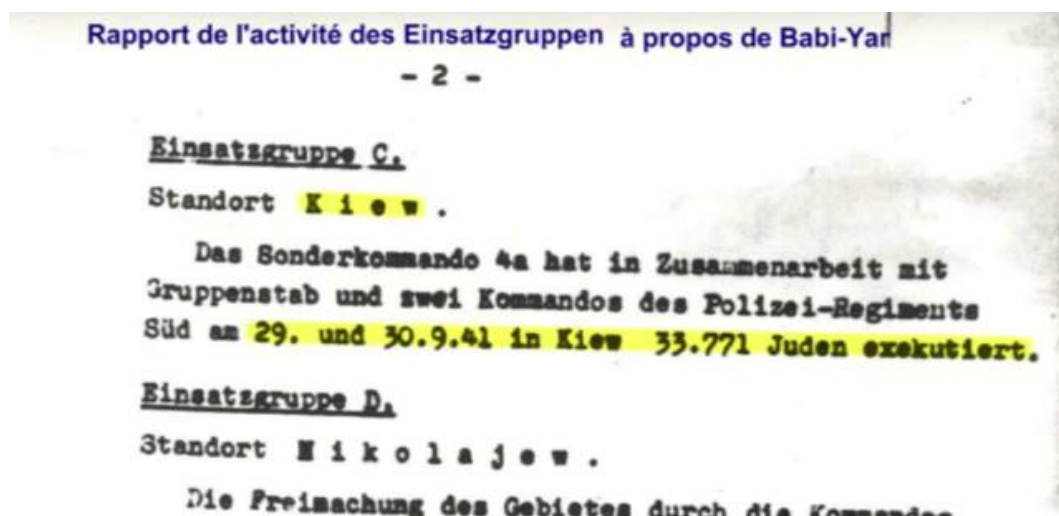 Rapport de l'activité des Einsatzgruppen à propos de Babi-Yar
- 2 -
Einsatzgruppe C.
Standort K i e w .
Das Sonderkommando 4a hat in Zusammenarbeit mit
Gruppenstab und zwei Kommandos des Polizei-Regiments
Süd am 29. und 30.9.41 in Kiew 33.771 Juden exekutiert.
Einsatzgruppe D.
Standort N i k o l a j e w .
Die Freimachung des Gebietes durch die Kommandos